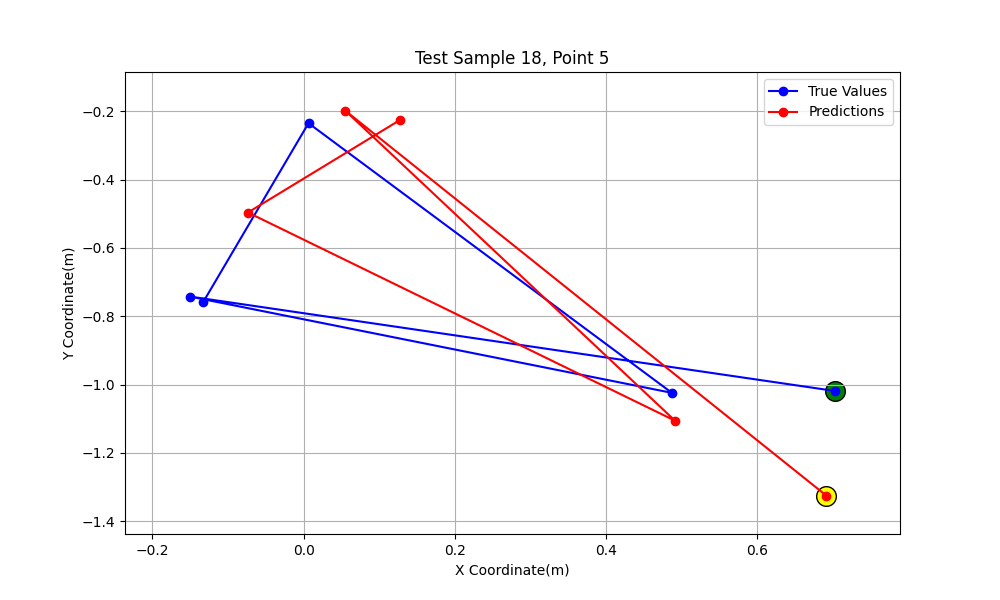 Test Sample 18, Point 5
True Values
Predictions
−0.2
−0.4
−0.6
−0.8
−1.0
−1.2
−1.4
Y Coordinate(m)
−0.2
0.0
0.2
0.4
0.6
X Coordinate(m)